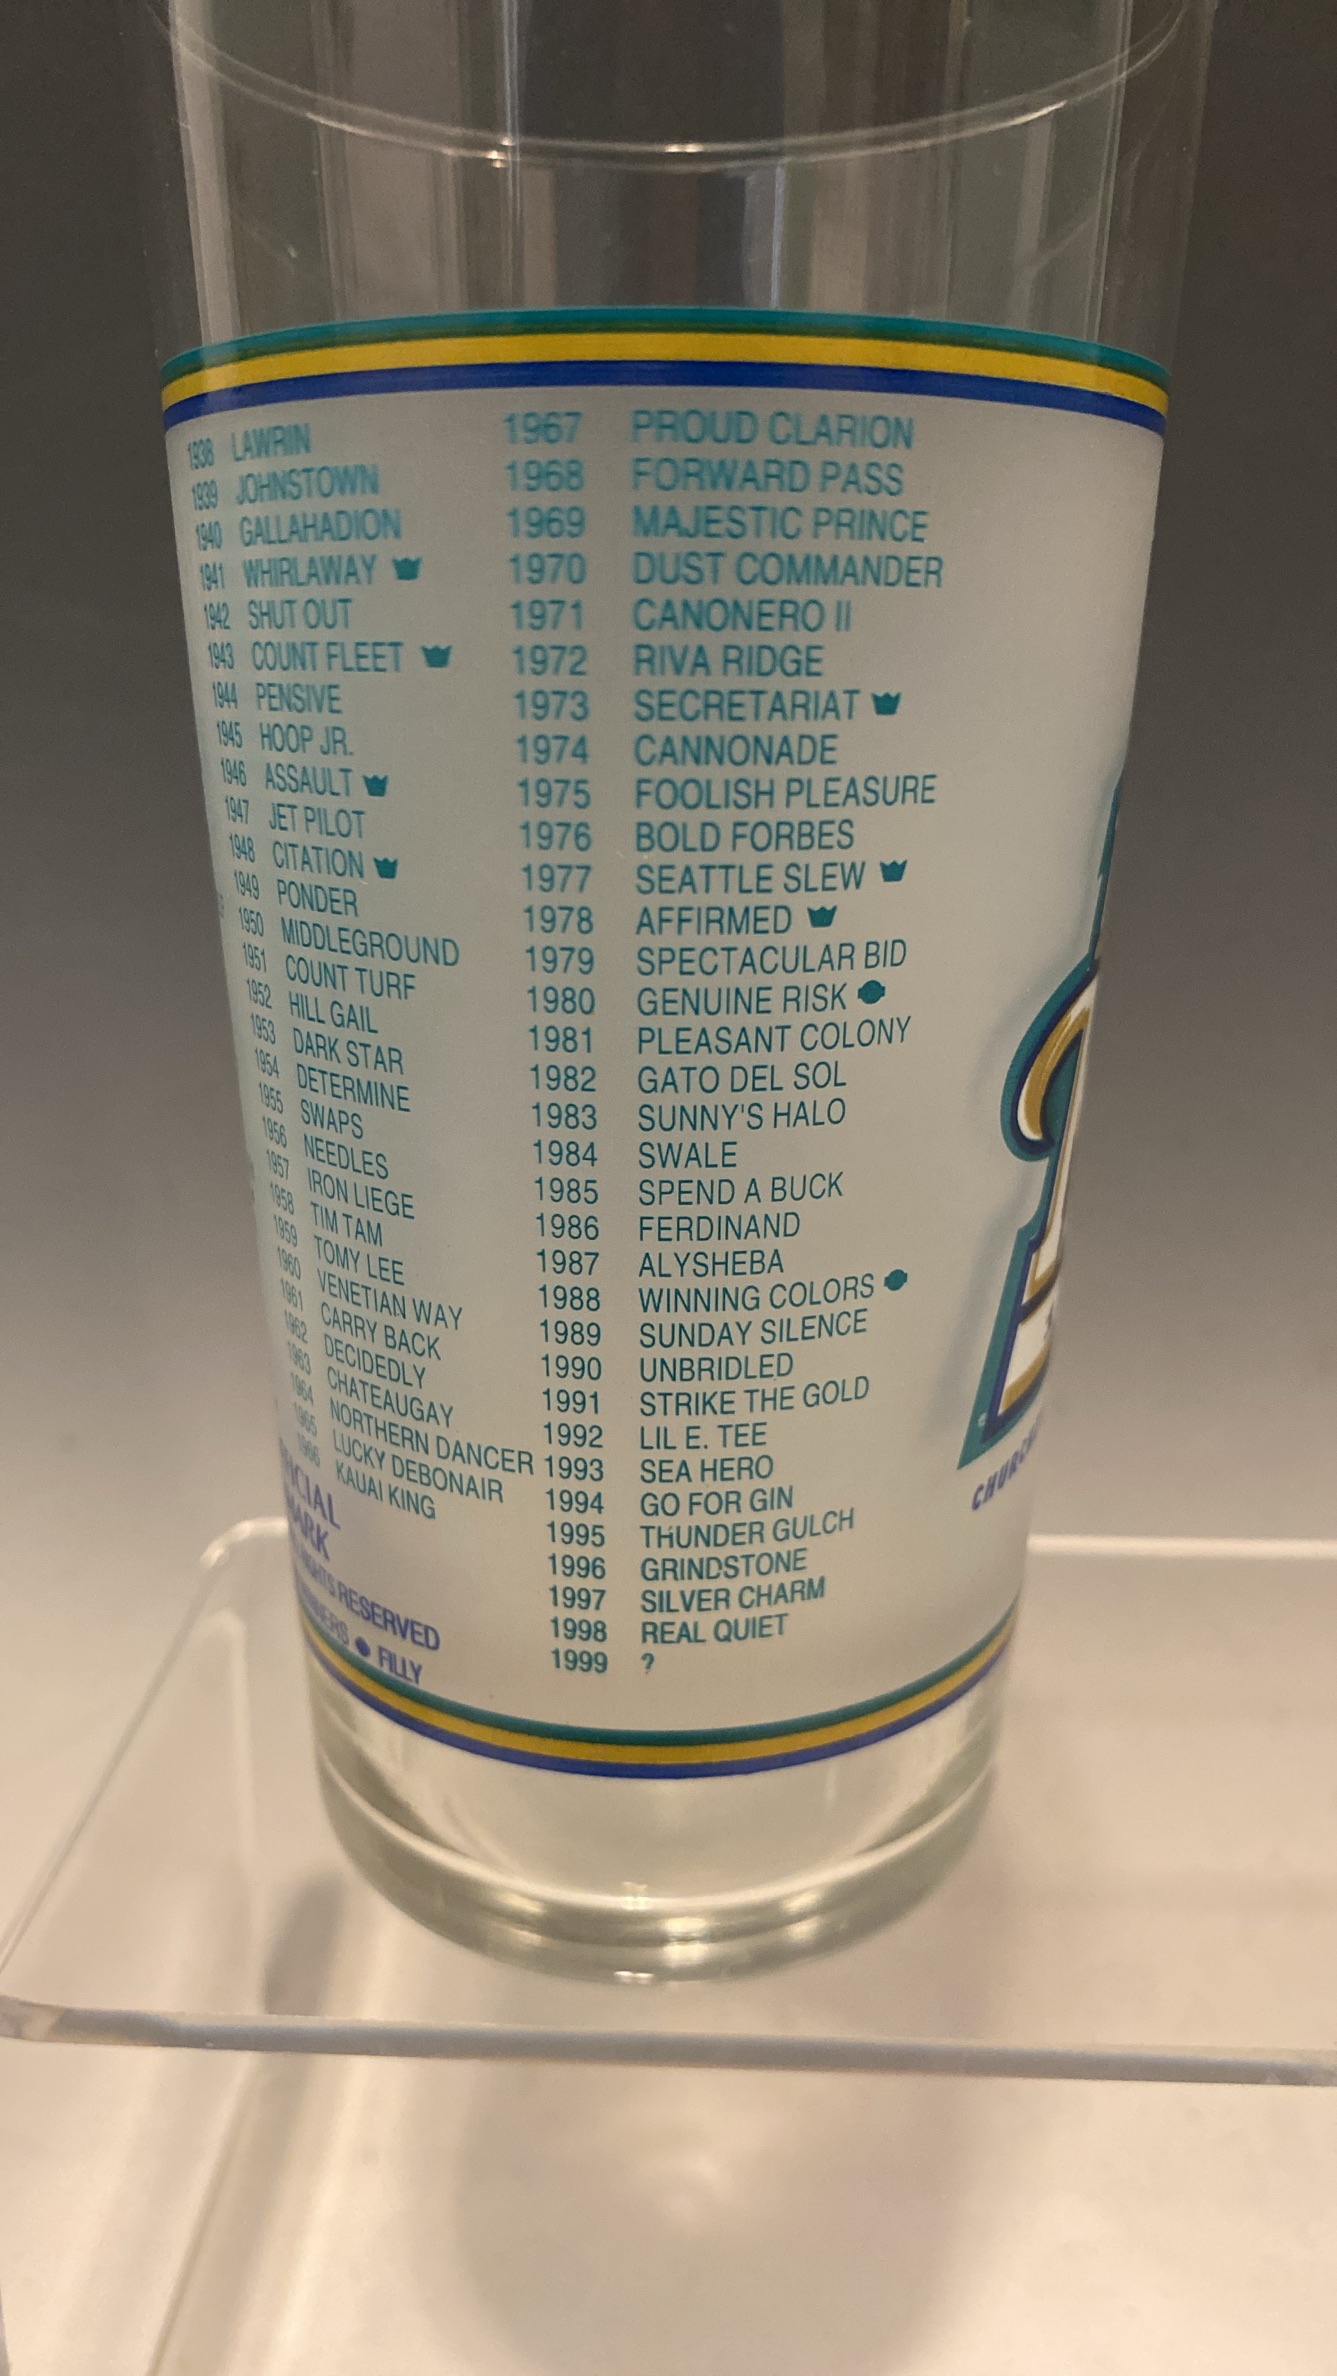 1938 LAWRIN
1939 JOHNSTOWN
1940 GALLAHADION
1941 WHIRLAWAY
1942 SHUT OUT
1943 COUNT FLEET
1944 PENSIVE
1945 HOOP JR.
1946 ASSAULT
1947 JET PILOT
1948 CITATION
1949 PONDER
1950 MIDDLEGROUND
1951 COUNT TURF
1952 HILL GAIL
1953 DARK STAR
1954 DETERMINE
1955 SWAPS
1956 NEEDLES
1957 IRON LIEGE
1958 TIM TAM
1959 TOMY LEE
1960 VENETIAN WAY
1961 CARRY BACK
1962 DECIDEDLY
1963 CHATEAUGAY
1964 NORTHERN DANCER
1965 LUCKY DEBONAIR
1966 KAUAI KING
RIGHTS RESERVED
FILLY
1967 PROUD CLARION
1968 FORWARD PASS
1969 MAJESTIC PRINCE
1970 DUST COMMANDER
1971 CANONERO II
1972 RIVA RIDGE
1973 SECRETARIAT
1974 CANNONADE
1975 FOOLISH PLEASURE
1976 BOLD FORBES
1977 SEATTLE SLEW
1978 AFFIRMED
1979 SPECTACULAR BID
1980 GENUINE RISK
1981 PLEASANT COLONY
1982 GATO DEL SOL
1983 SUNNY'S HALO
1984 SWALE
1985 SPEND A BUCK
1986 FERDINAND
1987 ALYSHEBA
1988 WINNING COLORS
1989 SUNDAY SILENCE
1990 UNBRIDLED
1991 STRIKE THE GOLD
1992 LIL E. TEE
1993 SEA HERO
1994 GO FOR GIN
1995 THUNDER GULCH
1996 GRINDSTONE
1997 SILVER CHARM
1998 REAL QUIET
1999 ?